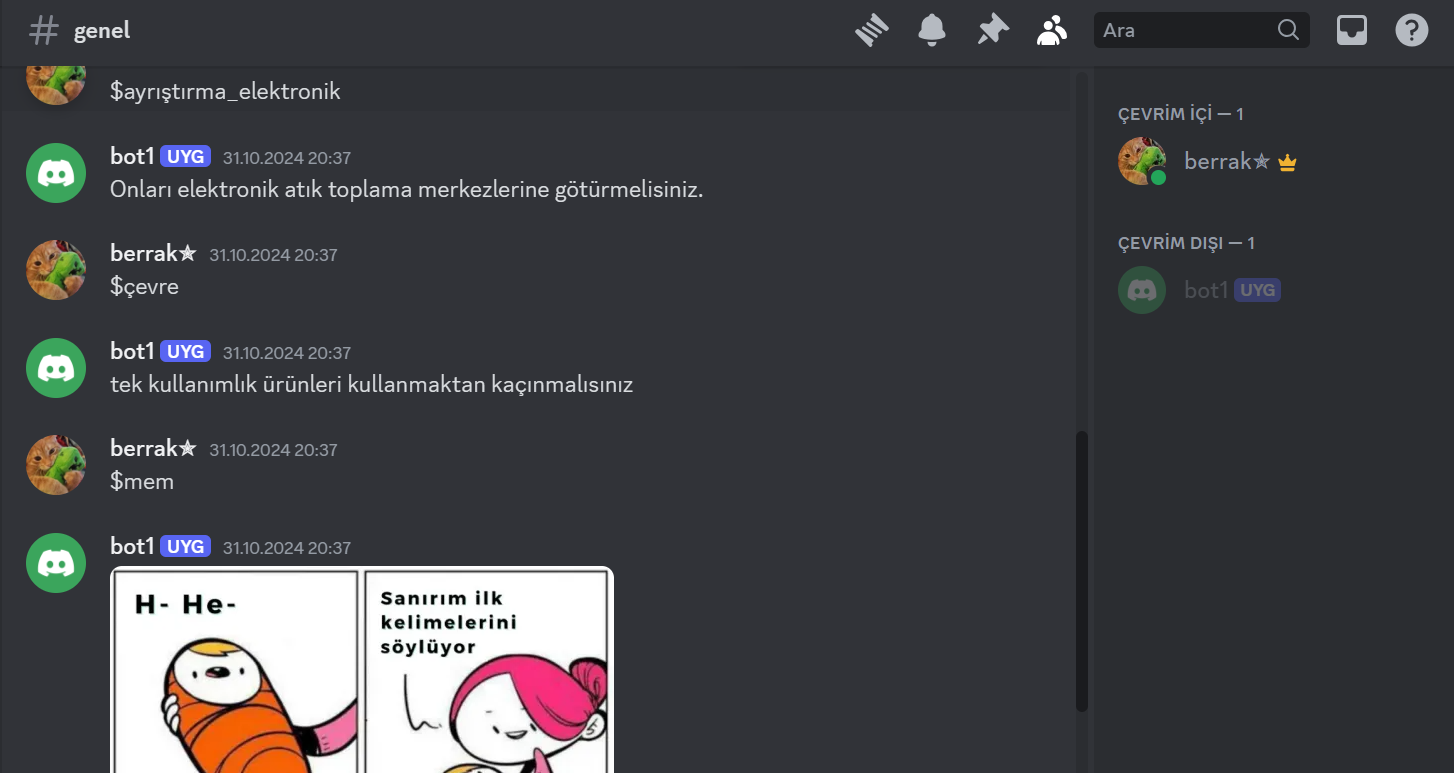 genel
Ara
$ayrıştırma_elektronik
bot1 UYG 31.10.2024 20:37
Onları elektronik atık toplama merkezlerine götürmelisiniz.
berrak✯ 31.10.2024 20:37
$çevre
bot1 UYG 31.10.2024 20:37
tek kullanımlık ürünleri kullanmaktan kaçınmalısınız
berrak✯ 31.10.2024 20:37
$mem
bot1 UYG 31.10.2024 20:37
H- He-
Sanırım ilk
kelimelerini
söylüyor
ÇEVRİM İÇİ — 1
berrak✯
ÇEVRİM DIŞI — 1
bot1 UYG